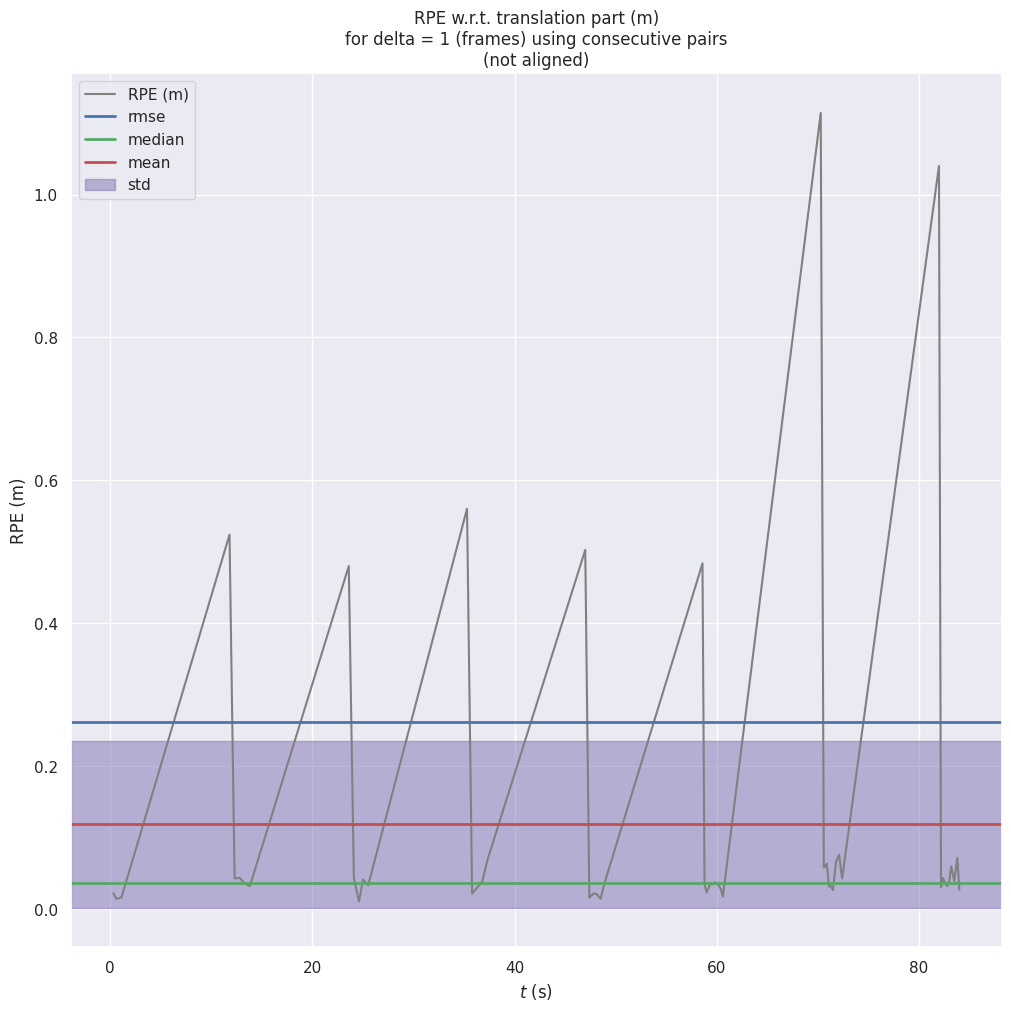 RPE w.r.t. translation part (m)
for delta = 1 (frames) using consecutive pairs
(not aligned)
RPE (m)
rmse
median
mean
std
1.0
0.8
0.6
0.4
0.2
0.0
RPE (m)
0
20
40
60
80
t (s)